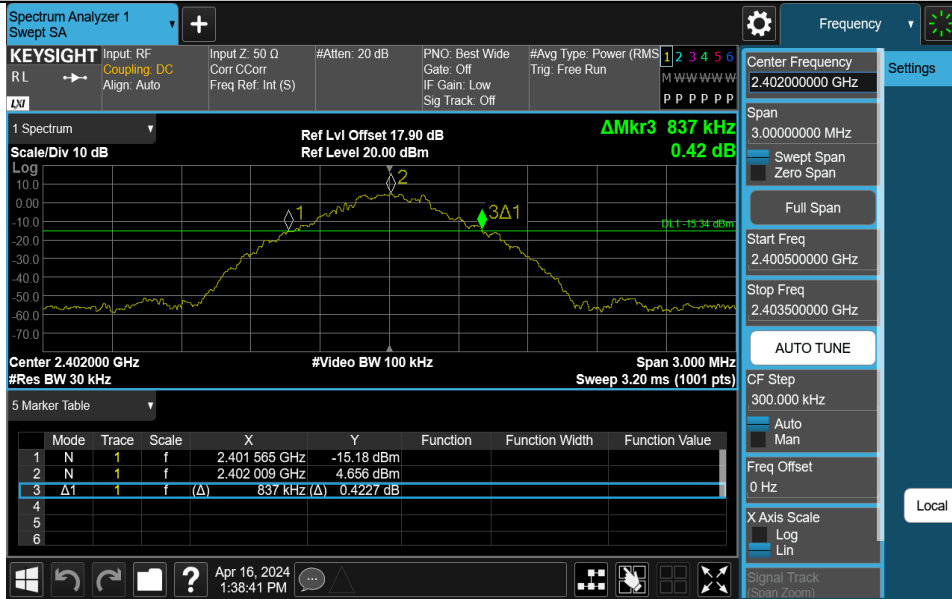 Spectrum Analyzer 1
Swept SA
Frequency
KEYSIGHT
R L
LXI
Input: RF
Coupling: DC
Align: Auto
Input Z: 50 Ω
Corr CCorr
Freq Ref: Int (S)
#Atten: 20 dB
PNO: Best Wide
Gate: Off
IF Gain: Low
Sig Track: Off
#Avg Type: Power (RMS
Trig: Free Run
1 2 3 4 5 6
M W W W W W
P P P P P P
1 Spectrum
Scale/Div 10 dB
Ref Lvl Offset 17.90 dB
Ref Level 20.00 dBm
ΔMkr3 837 kHz
0.42 dB
Log
10.0
0.00
-10.0
-20.0
-30.0
-40.0
-50.0
-60.0
-70.0
1
2
3Δ1
DL1 -15.34 dBm
Center 2.402000 GHz
#Video BW 100 kHz
Span 3.000 MHz
#Res BW 30 kHz
Sweep 3.20 ms (1001 pts)
5 Marker Table
Mode Trace Scale X Y Function Function Width Function Value
1 N 1 f 2.401 565 GHz -15.18 dBm
2 N 1 f 2.402 009 GHz 4.656 dBm
3 Δ1 1 f (Δ) 837 kHz (Δ) 0.4227 dB
4
5
6
?
Apr 16, 2024
1:38:41 PM
Center Frequency
2.402000000 GHz
Settings
Span
3.00000000 MHz
Swept Span
Zero Span
Full Span
Start Freq
2.400500000 GHz
Stop Freq
2.403500000 GHz
AUTO TUNE
CF Step
300.000 kHz
Auto
Man
Freq Offset
0 Hz
X Axis Scale
Log
Lin
Local
Signal Track
(Span Zoom)